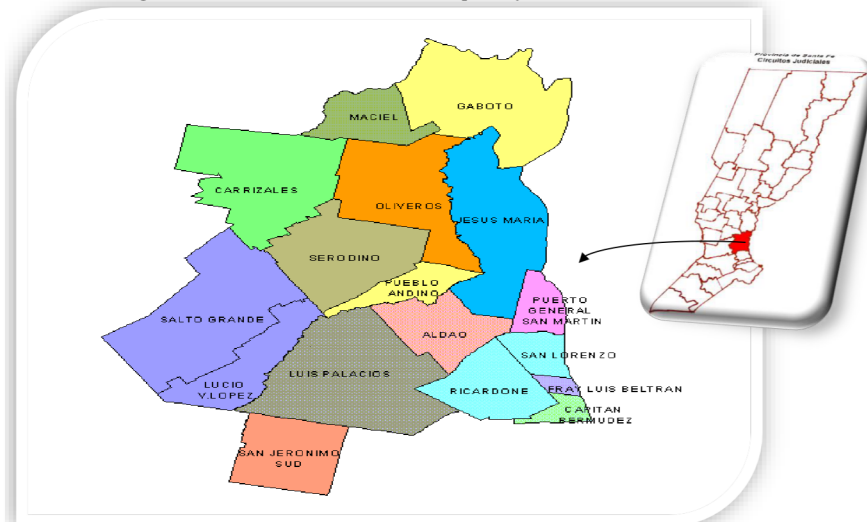 Provincia de Santa Fe
Circuitos Judiciales
GABOTO
MACIEL
CARRIZALES
OLIVEROS
JESUS MARIA
SERODINO
PUEBLO
ANDINO
PUERTO
GENERAL
SAN MARTIN
SALTO GRANDE
ALDAO
SAN LORENZO
LUIS PALACIOS
LUCIO
V.LOPEZ
RICARDONE
FRAY LUIS BELTRAN
CAPITAN
BERMUDEZ
SAN JERONIMO
SUD